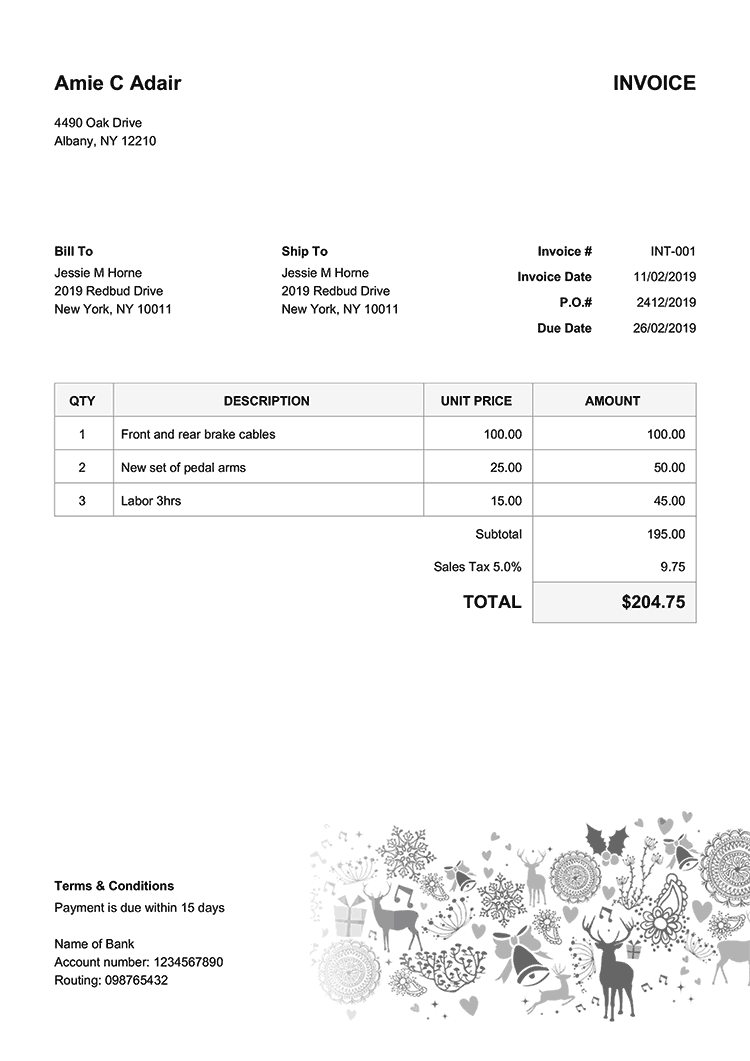 Amie C Adair
INVOICE
4490 Oak Drive
Albany, NY 12210
Bill To
Jessie M Horne
2019 Redbud Drive
New York, NY 10011
Ship To
Jessie M Horne
2019 Redbud Drive
New York, NY 10011
Invoice # INT-001
Invoice Date 11/02/2019
P.O.# 2412/2019
Due Date 26/02/2019
QTY DESCRIPTION UNIT PRICE AMOUNT
1 Front and rear brake cables 100.00 100.00
2 New set of pedal arms 25.00 50.00
3 Labor 3hrs 15.00 45.00
Subtotal 195.00
Sales Tax 5.0% 9.75
TOTAL $204.75
Terms & Conditions
Payment is due within 15 days
Name of Bank
Account number: 1234567890
Routing: 098765432